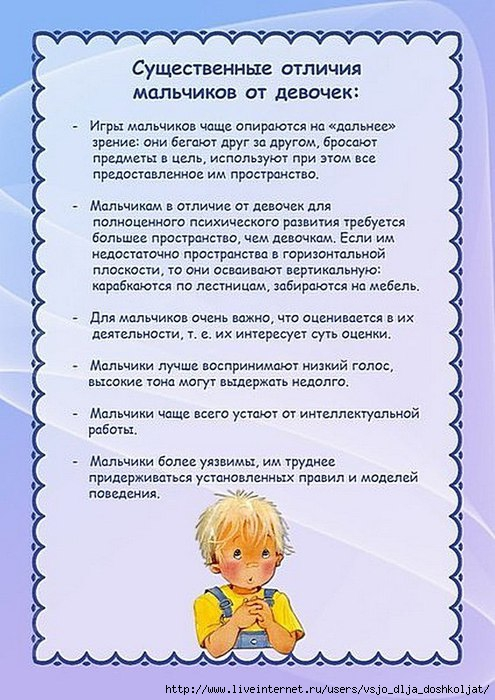 Существенные отличия
мальчиков от девочек:
- Игры мальчиков чаще опираются на «дальнее»
зрение: они бегают друг за другом, бросают
предметы в цель, используют при этом все
предоставленное им пространство.
- Мальчикам в отличие от девочек для
полноценного психического развития требуется
большее пространство, чем девочкам. Если им
недостаточно пространства в горизонтальной
плоскости, то они осваивают вертикальную:
карабкаются по лестницам, забираются на мебель.
- Для мальчиков очень важно, что оценивается в их
деятельности, т. е. их интересует суть оценки.
- Мальчики лучше воспринимают низкий голос,
высокие тона могут выдержать недолго.
- Мальчики чаще всего устают от интеллектуальной
работы.
- Мальчики более уязвимы, им труднее
придерживаться установленных правил и моделей
поведения.
http://www.liveinternet.ru/users/vsjo_dlja_doshkoljat/